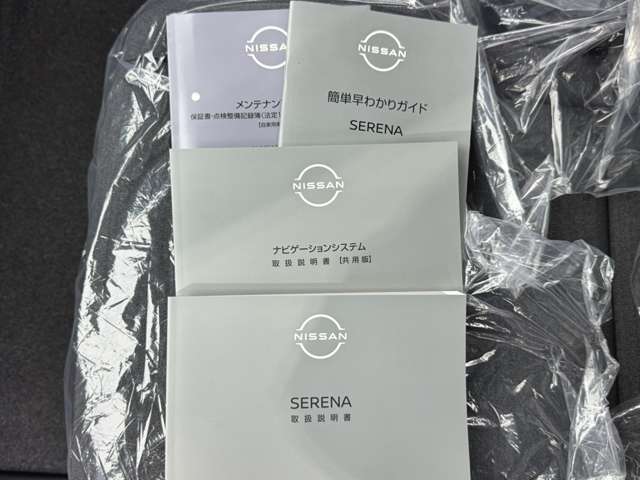 NISSAN
メンテナン
保証書・点検整備記録簿（法定
NISSAN
簡単早わかりガイド
SERENA
NISSAN
ナビゲーションシステム
取扱説明書 【共用版】
NISSAN
SERENA
取扱説明書